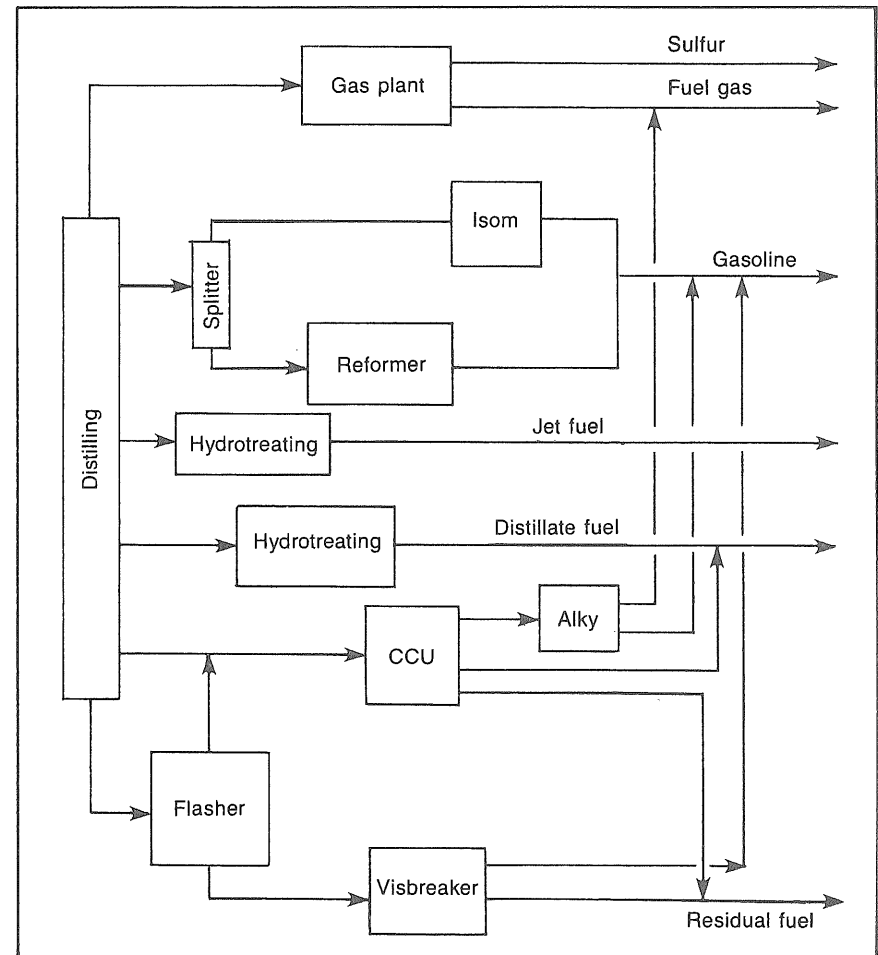 Sulfur
Gas plant
Fuel gas
Isom
Gasoline
Splitter
Reformer
Distilling
Jet fuel
Hydrotreating
Distillate fuel
Hydrotreating
Alky
CCU
Flasher
Visbreaker
Residual fuel